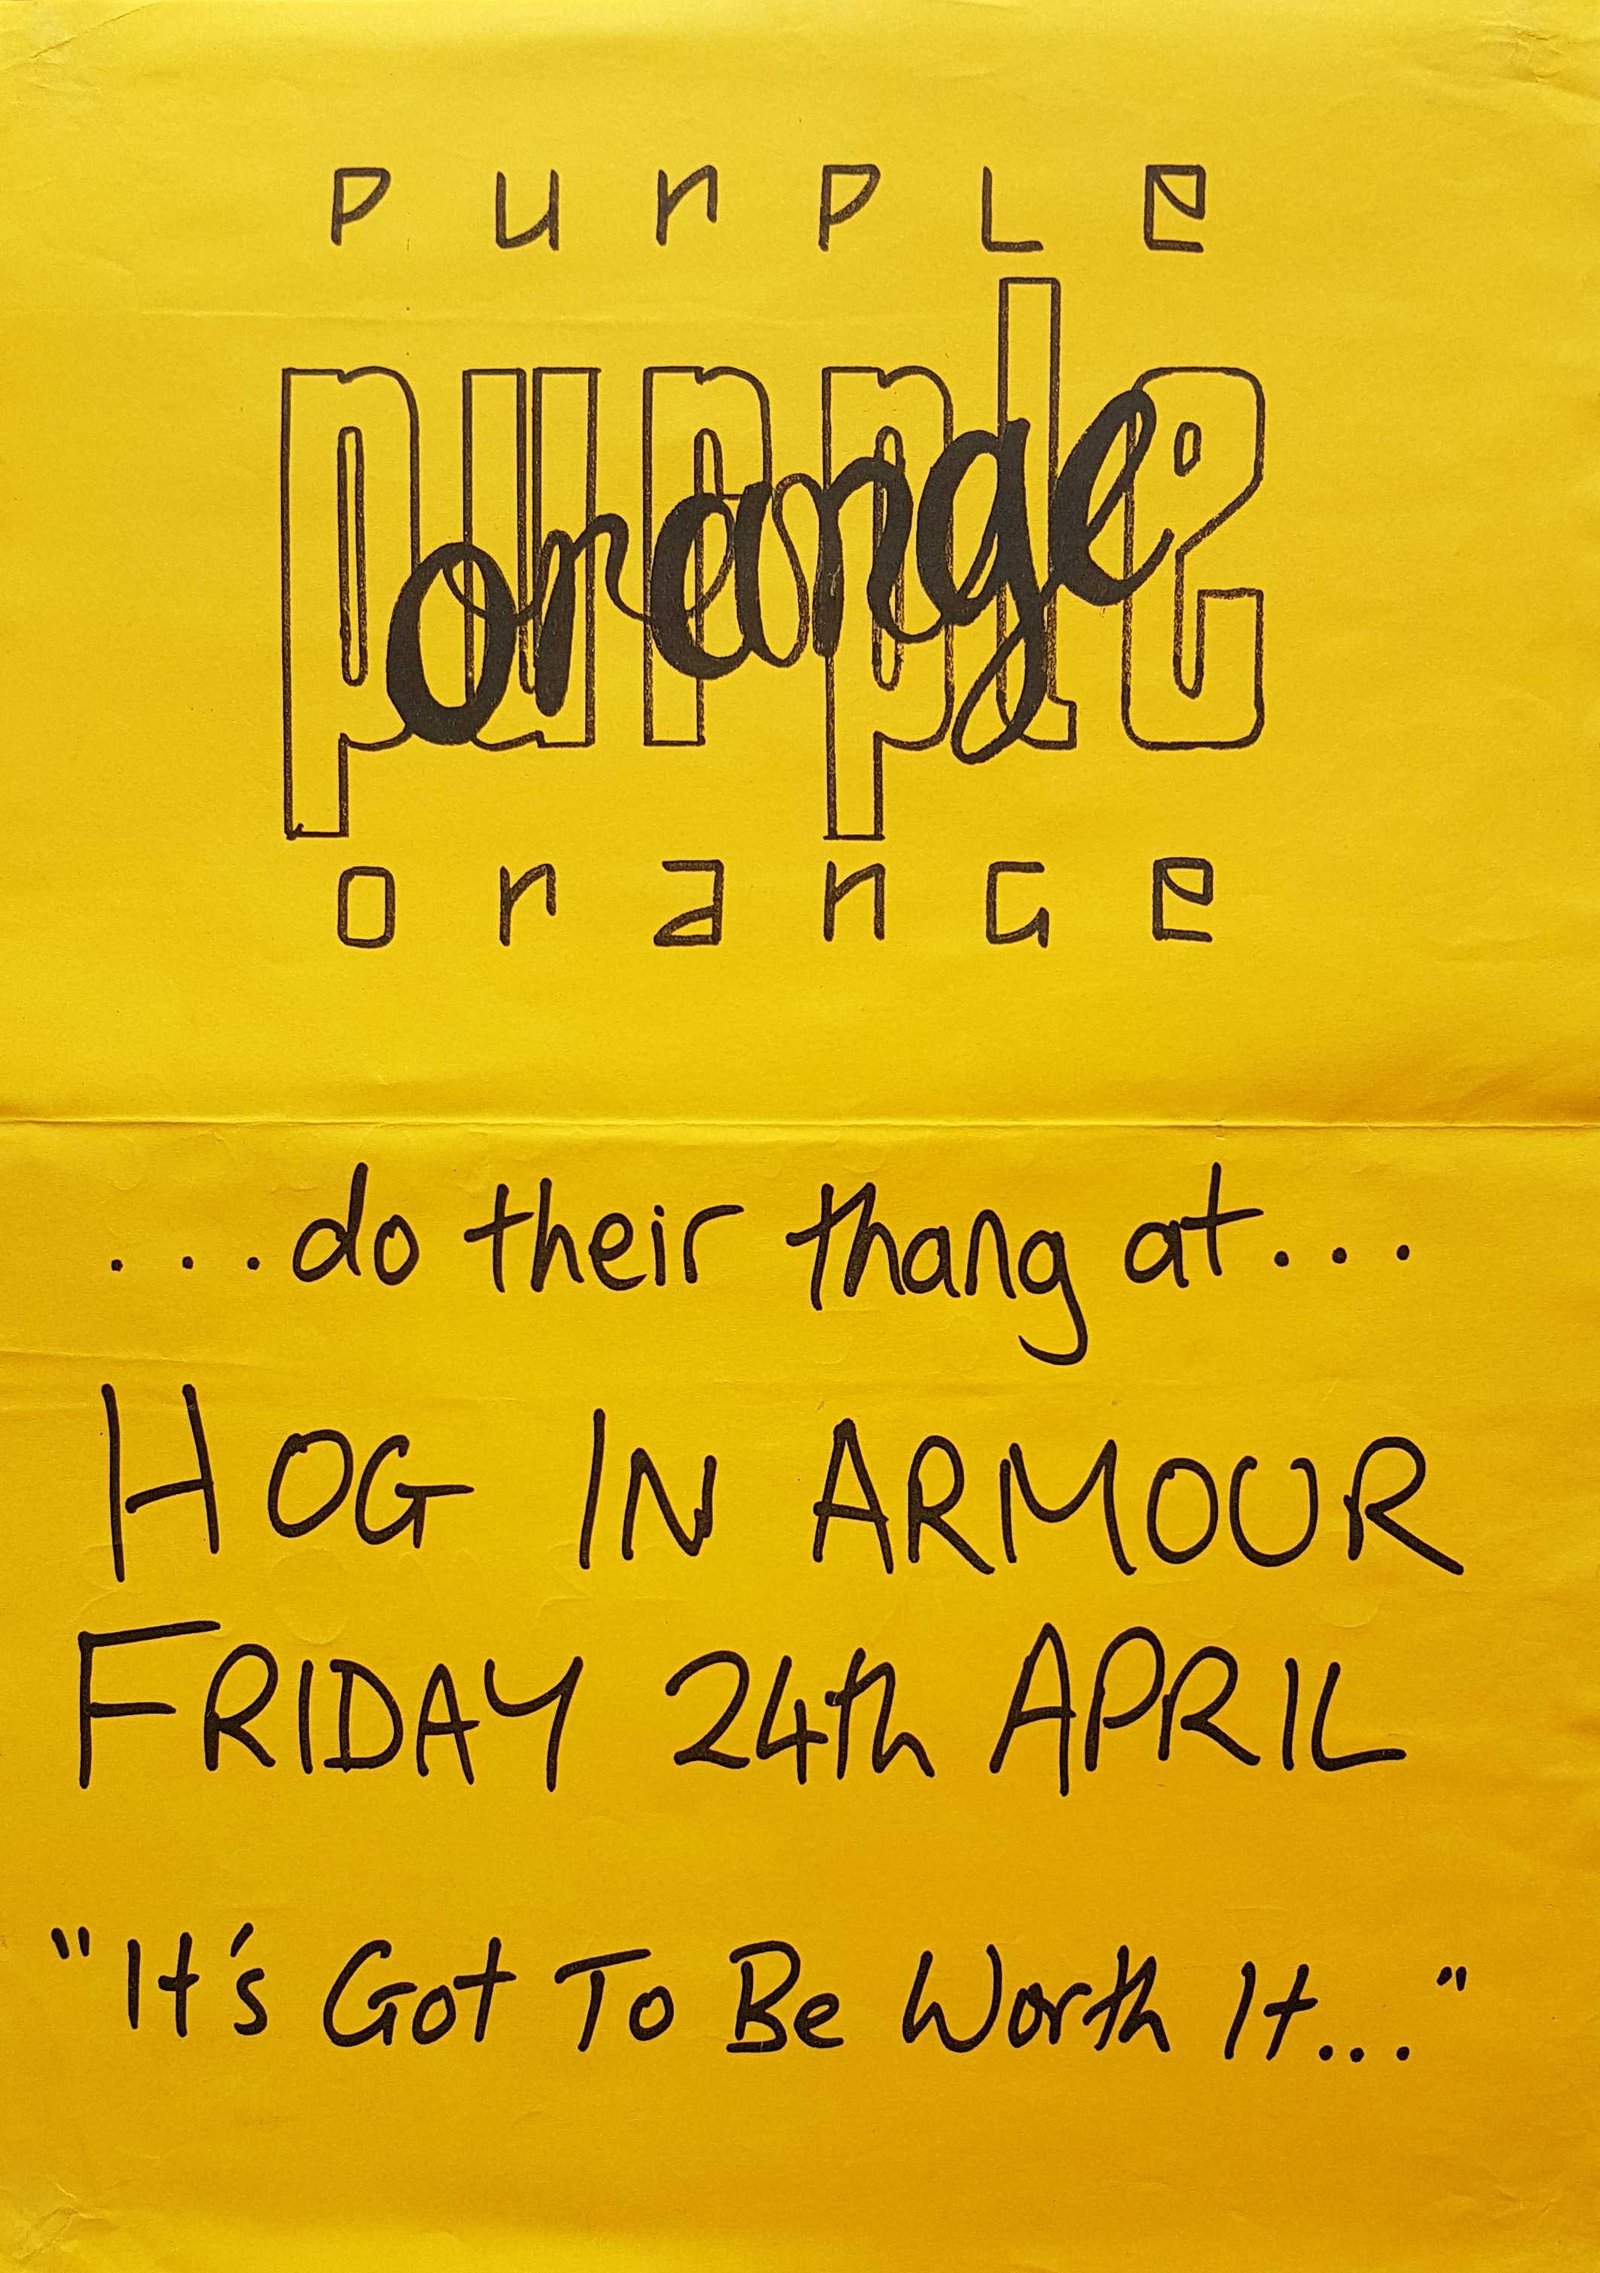 purpLe
purple
orange
oranGe
...do their thang at...
HOG IN ARMOUR
FRIDAY 24th APRIL
"It's Got To Be Worth It..."